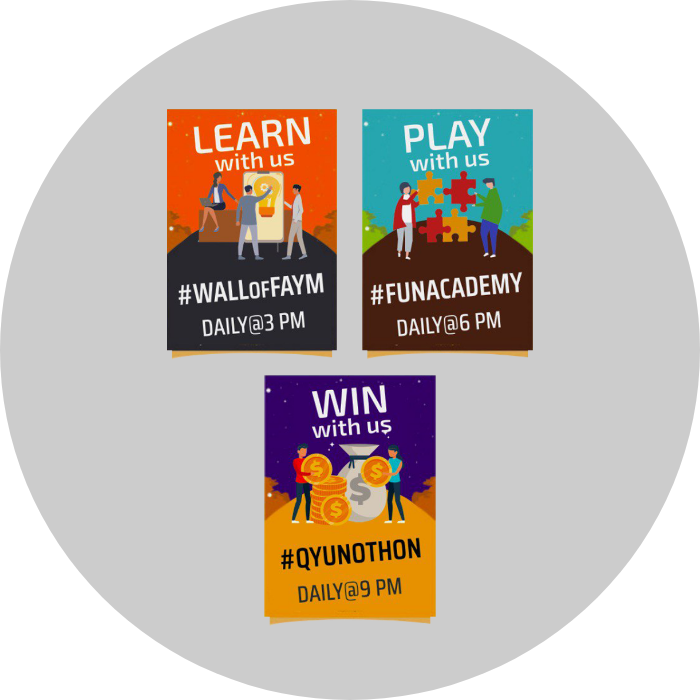 LEARN
with us
#WALLOFFAYM
DAILY@3 PM
PLAY
with us
#FUNACADEMY
DAILY@6 PM
WIN
with us
$
$
$
$
#QYUNOTHON
DAILY@9 PM